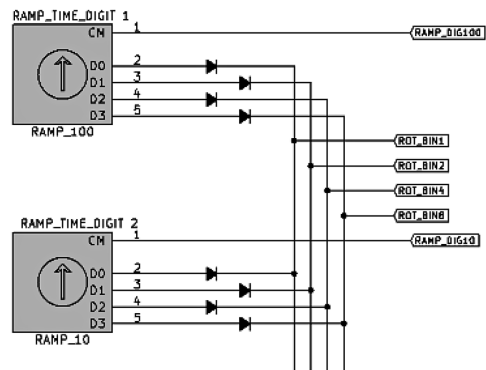 RAMP_TIME_DIGIT 1
CM 1 RAMP_DIG100
D0 2
D1 3
D2 4
D3 5
RAMP_100
ROT_BIN1
ROT_BIN2
ROT_BIN4
ROT_BIN8
RAMP_TIME_DIGIT 2
CM 1 RAMP_DIG10
D0 2
D1 3
D2 4
D3 5
RAMP_10